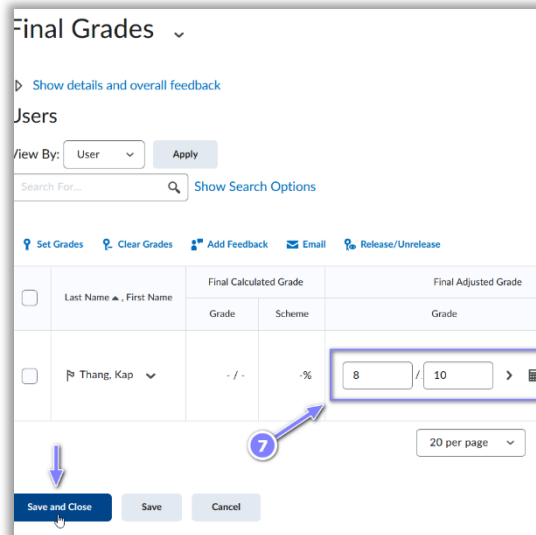 Final Grades
Show details and overall feedback
Users
View By: User Apply
Search For... Show Search Options
Set Grades Clear Grades Add Feedback Email Release/Unrelease
Final Calculated Grade Final Adjusted Grade
Last Name , First Name
Grade Scheme Grade
Thang, Kap - / - -% 8 / 10
7
20 per page
Save and Close Save Cancel